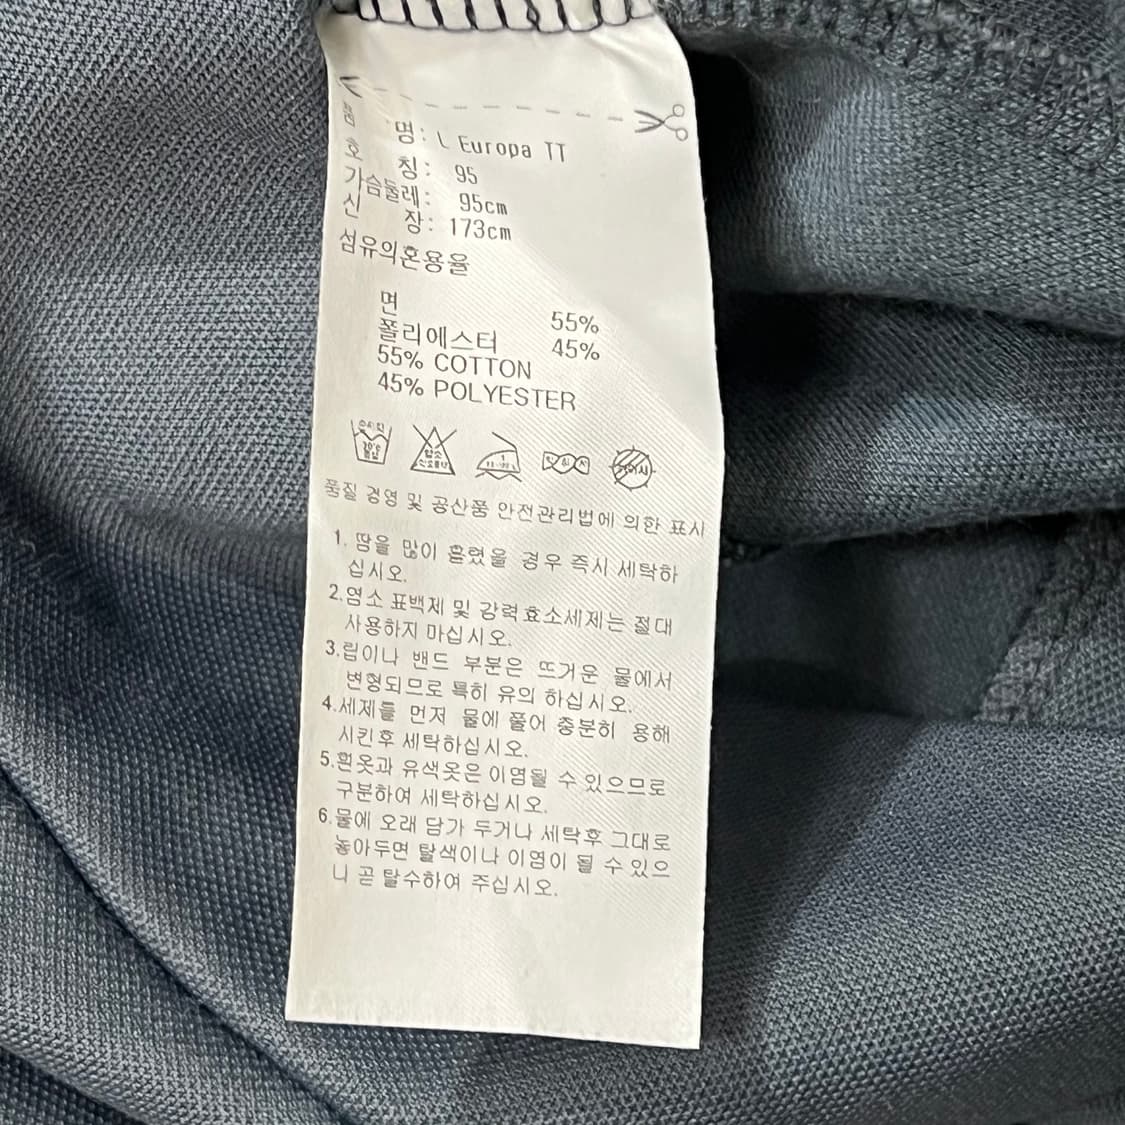 품 명: L Europa TT
호 칭: 95
가슴둘레: 95cm
신 장: 173cm
섬유의혼용율
면 55%
폴리에스터 45%
55% COTTON
45% POLYESTER
손세탁 30℃ 중성 염소
품질 경영 및 공산품 안전관리법에 의한 표시
1. 땀을 많이 흘렸을 경우 즉시 세탁하
십시오.
2.염소 표백제 및 강력효소세제는 절대
사용하지 마십시오.
3.립이나 밴드 부분은 뜨거운 물에서
변형되므로 특히 유의 하십시오.
4.세제를 먼저 물에 풀어 충분히 용해
시킨후 세탁하십시오.
5.흰옷과 유색옷은 이염될 수 있으므로
구분하여 세탁하십시오.
6.물에 오래 담가 두거나 세탁후 그대로
놓아두면 탈색이나 이염이 될 수 있으
니 곧 탈수하여 주십시오.